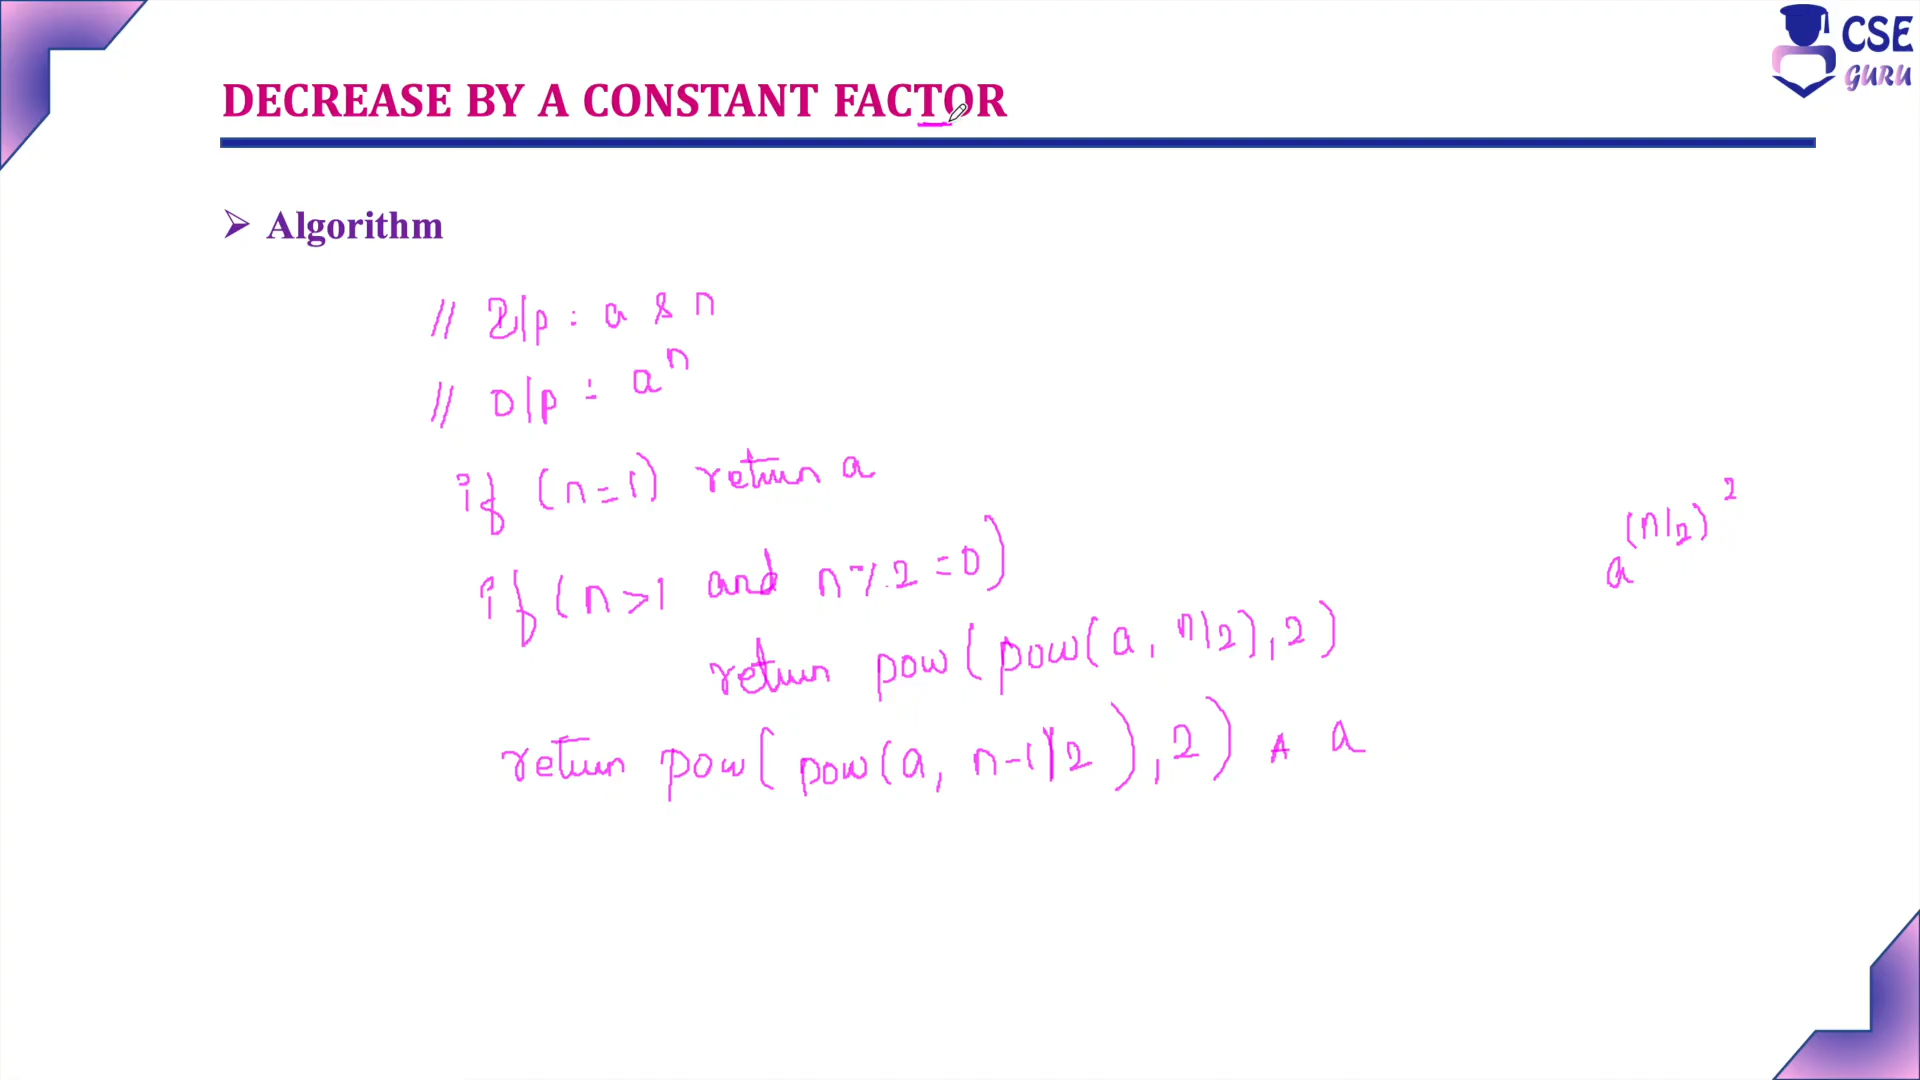 CSE
GURU
DECREASE BY A CONSTANT FACTOR
➢ Algorithm
// I/p : a & n
// O/p : aⁿ
if (n=1) return a
if (n>1 and n%2=0)
return pow(pow(a, n/2), 2)
return pow(pow(a, n-1/2), 2) * a
a^(n/2)^2